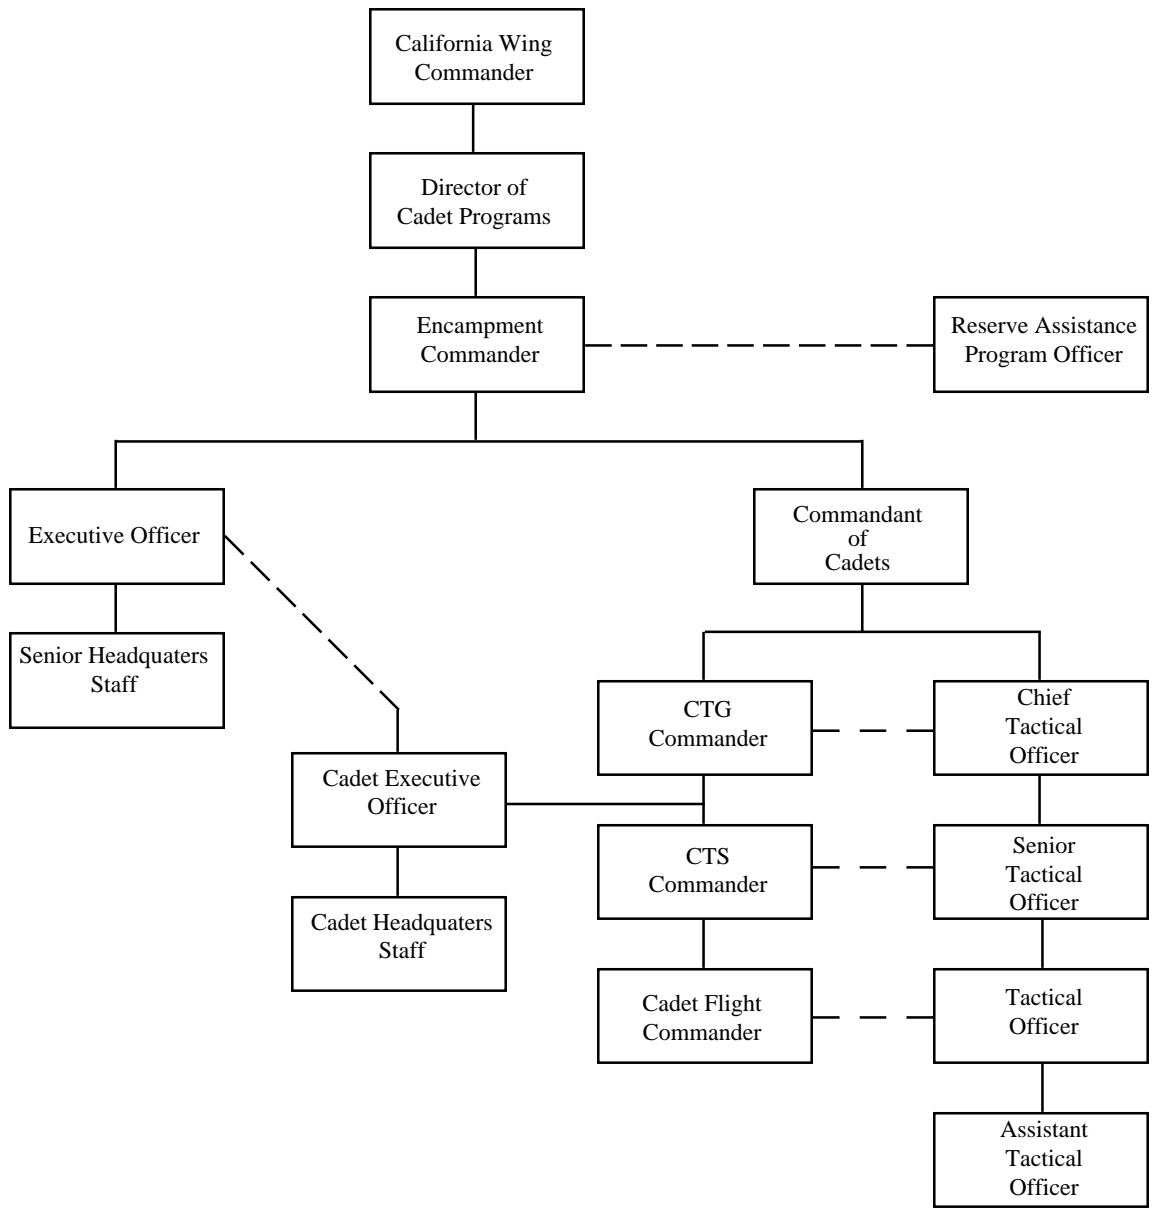 California Wing
Commander
Director of
Cadet Programs
Encampment
Commander
Reserve Assistance
Program Officer
Executive Officer
Commandant
of
Cadets
Senior Headquaters
Staff
CTG
Commander
Chief
Tactical
Officer
Cadet Executive
Officer
CTS
Commander
Senior
Tactical
Officer
Cadet Headquaters
Staff
Cadet Flight
Commander
Tactical
Officer
Assistant
Tactical
Officer